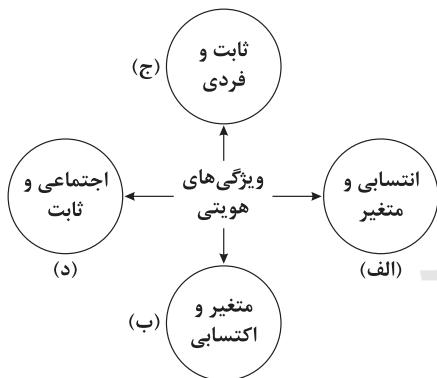 ثابت و
فردی
(ج)
ویژگی‌های
هویتی
انتسابی و
متغیر
(الف)
اجتماعی و
ثابت
(د)
متغیر و
اکتسابی
(ب)